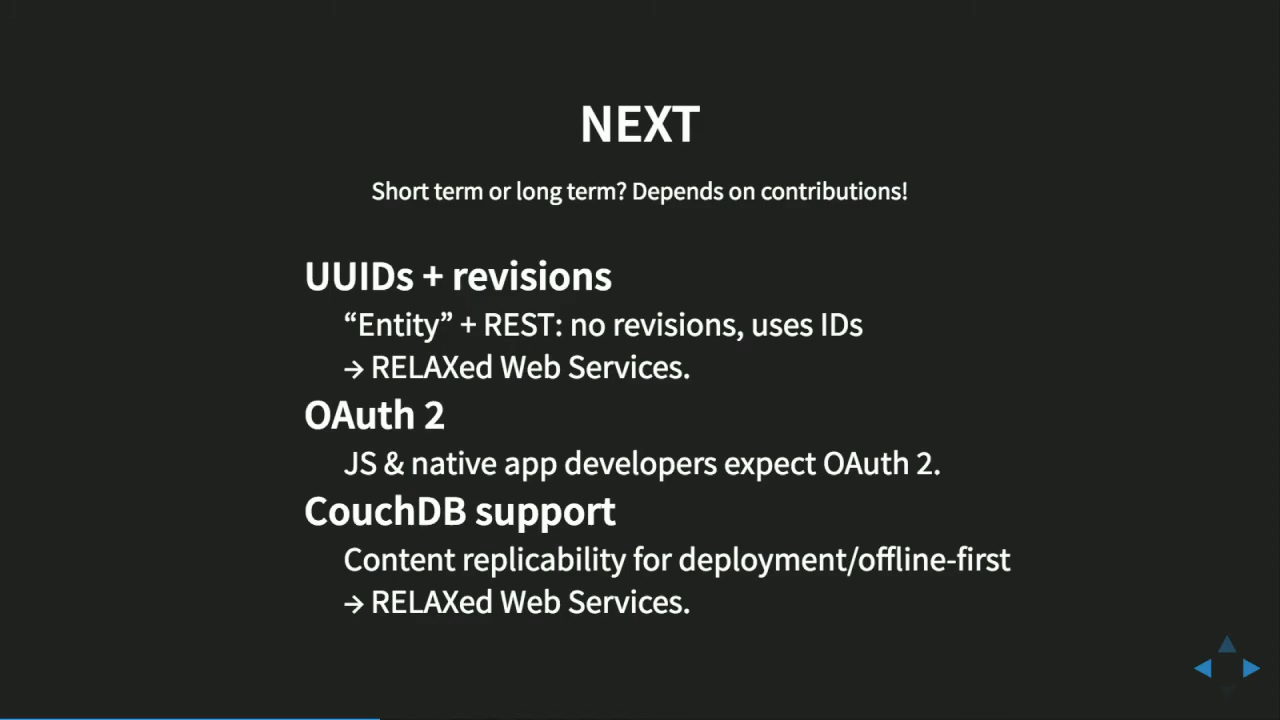 NEXT
Short term or long term? Depends on contributions!
UUIDs + revisions
“Entity” + REST: no revisions, uses IDs
→ RELAXed Web Services.
OAuth 2
JS & native app developers expect OAuth 2.
CouchDB support
Content replicability for deployment/offline-first
→ RELAXed Web Services.